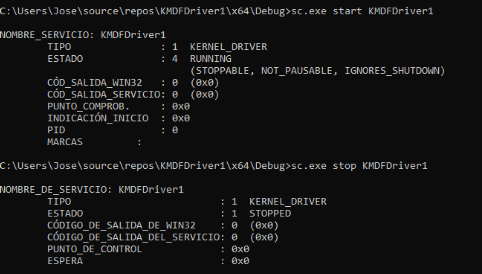 C:\Users\Jose\source\repos\KMDFDriver1\x64\Debug>sc.exe start KMDFDriver1
NOMBRE_SERVICIO: KMDFDriver1
TIPO : 1 KERNEL_DRIVER
ESTADO : 4 RUNNING
(STOPPABLE, NOT_PAUSABLE, IGNORES_SHUTDOWN)
CÓD_SALIDA_WIN32 : 0 (0x0)
CÓD_SALIDA_SERVICIO: 0 (0x0)
PUNTO_COMPROB. : 0x0
INDICACIÓN_INICIO : 0x0
PID : 0
MARCAS :
C:\Users\Jose\source\repos\KMDFDriver1\x64\Debug>sc.exe stop KMDFDriver1
NOMBRE_DE_SERVICIO: KMDFDriver1
TIPO : 1 KERNEL_DRIVER
ESTADO : 1 STOPPED
CÓDIGO_DE_SALIDA_DE_WIN32 : 0 (0x0)
CÓDIGO_DE_SALIDA_DEL_SERVICIO: 0 (0x0)
PUNTO_DE_CONTROL : 0x0
ESPERA : 0x0